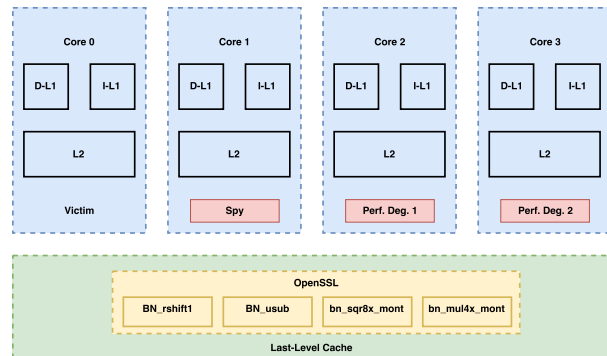 Core 0
Core 1
Core 2
Core 3
D-L1
I-L1
D-L1
I-L1
D-L1
I-L1
D-L1
I-L1
L2
L2
L2
L2
Victim
Spy
Perf. Deg. 1
Perf. Deg. 2
OpenSSL
BN_rshift1
BN_usub
bn_sqr8x_mont
bn_mul4x_mont
Last-Level Cache